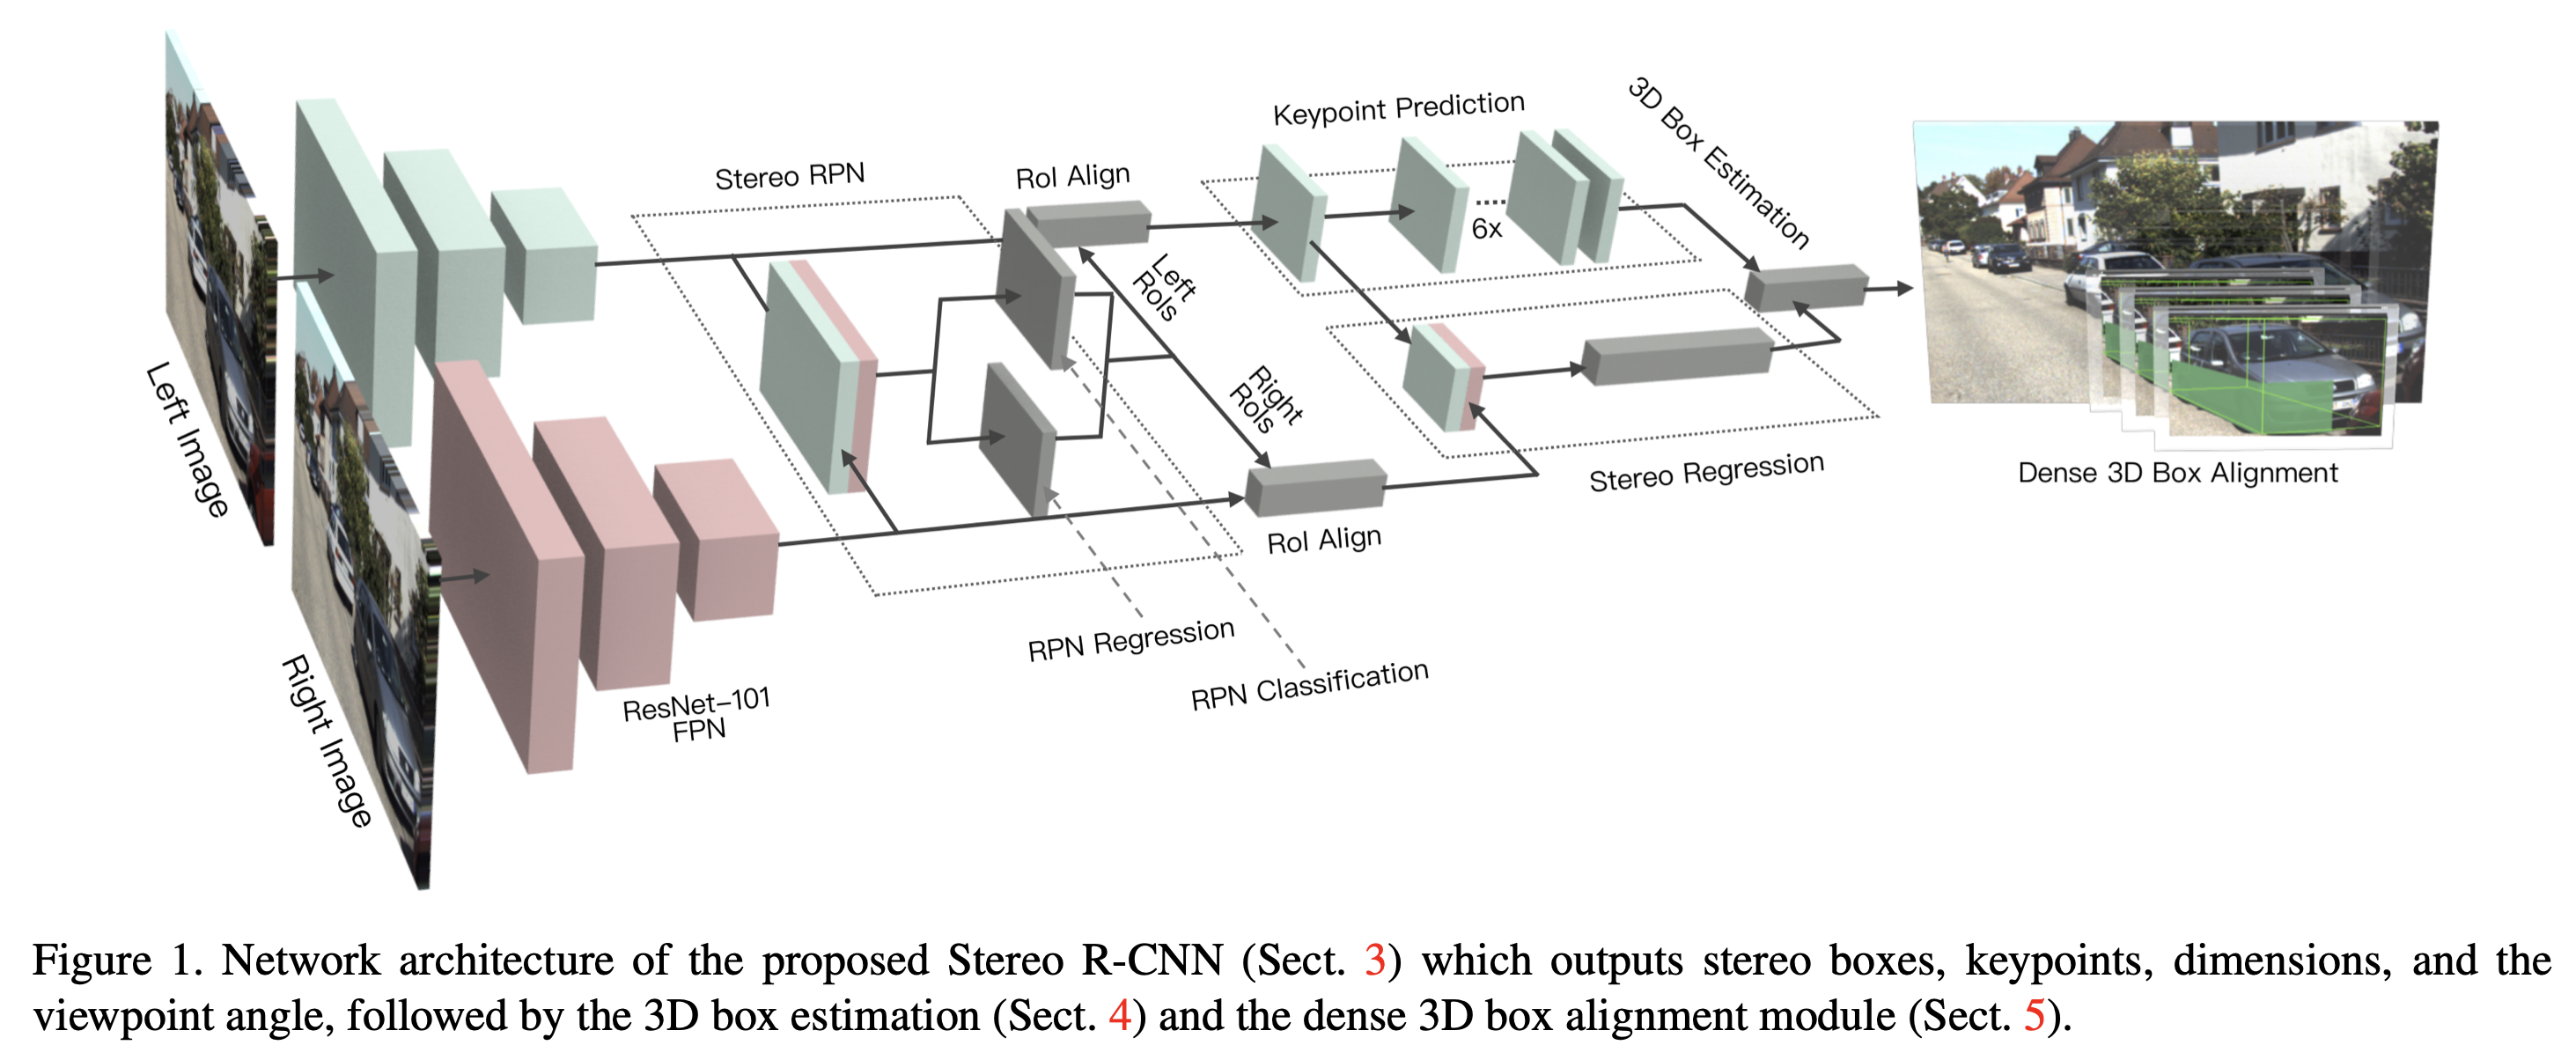 Left Image
Right Image
ResNet-101
FPN
Stereo RPN
RoI Align
Left
RoIs
Right
RoIs
RoI Align
RPN Regression
RPN Classification
Keypoint Prediction
6x
3D Box Estimation
Stereo Regression
Dense 3D Box Alignment
Figure 1. Network architecture of the proposed Stereo R-CNN (Sect. 3) which outputs stereo boxes, keypoints, dimensions, and the
viewpoint angle, followed by the 3D box estimation (Sect. 4) and the dense 3D box alignment module (Sect. 5).